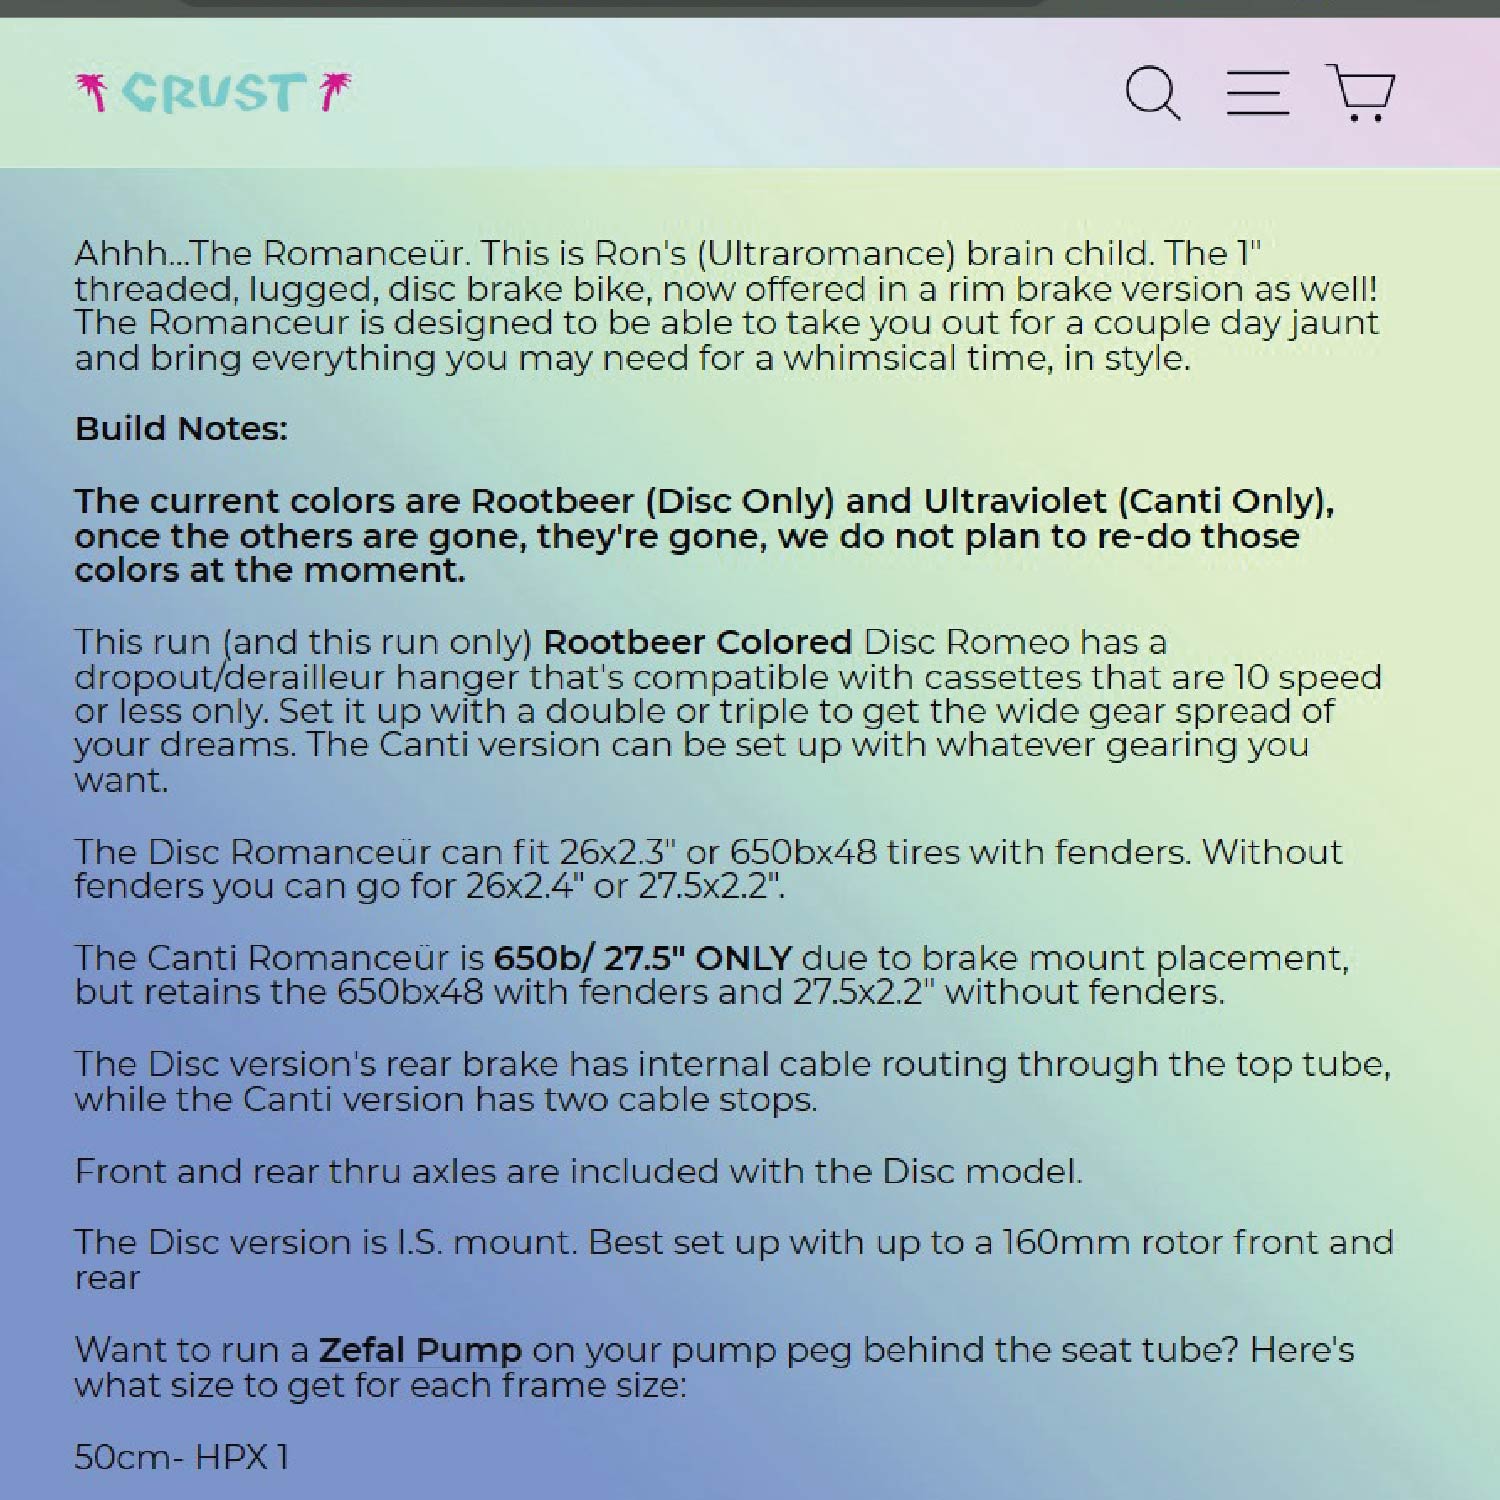 CRUST
Ahhh...The Romanceür. This is Ron's (Ultraromance) brain child. The 1"
threaded, lugged, disc brake bike, now offered in a rim brake version as well!
The Romanceur is designed to be able to take you out for a couple day jaunt
and bring everything you may need for a whimsical time, in style.
Build Notes:
The current colors are Rootbeer (Disc Only) and Ultraviolet (Canti Only),
once the others are gone, they're gone, we do not plan to re-do those
colors at the moment.
This run (and this run only) Rootbeer Colored Disc Romeo has a
dropout/derailleur hanger that's compatible with cassettes that are 10 speed
or less only. Set it up with a double or triple to get the wide gear spread of
your dreams. The Canti version can be set up with whatever gearing you
want.
The Disc Romanceür can fit 26x2.3" or 650bx48 tires with fenders. Without
fenders you can go for 26x2.4" or 27.5x2.2".
The Canti Romanceür is 650b/ 27.5" ONLY due to brake mount placement,
but retains the 650bx48 with fenders and 27.5x2.2" without fenders.
The Disc version's rear brake has internal cable routing through the top tube,
while the Canti version has two cable stops.
Front and rear thru axles are included with the Disc model.
The Disc version is I.S. mount. Best set up with up to a 160mm rotor front and
rear
Want to run a Zefal Pump on your pump peg behind the seat tube? Here's
what size to get for each frame size:
50cm- HPX 1